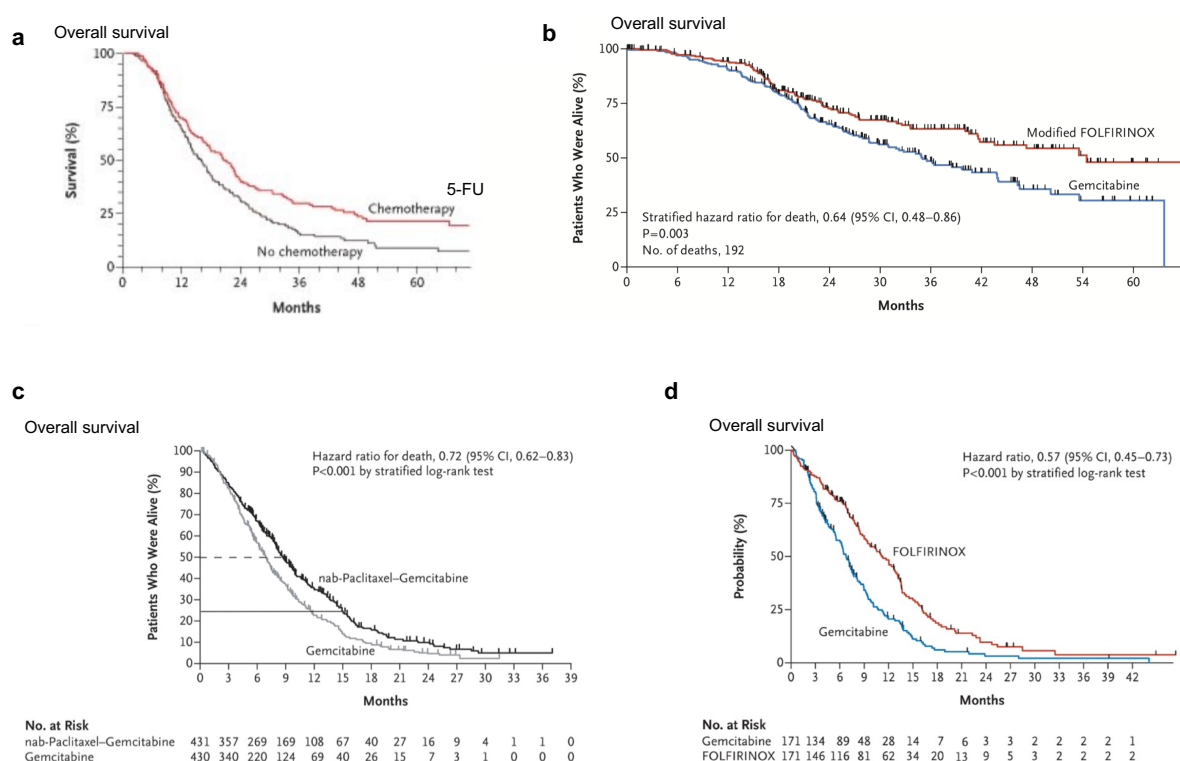 a
Overall survival
100
75
50
25
0
Survival (%)
5-FU
Chemotherapy
No chemotherapy
0 12 24 36 48 60
Months
b
Overall survival
100
75
50
25
0
Patients Who Were Alive (%)
Modified FOLFIRINOX
Gemcitabine
Stratified hazard ratio for death, 0.64 (95% CI, 0.48–0.86)
P=0.003
No. of deaths, 192
0 6 12 18 24 30 36 42 48 54 60
Months
c
Overall survival
100
90
80
70
60
50
40
30
20
10
0
Patients Who Were Alive (%)
Hazard ratio for death, 0.72 (95% CI, 0.62–0.83)
P<0.001 by stratified log-rank test
nab-Paclitaxel–Gemcitabine
Gemcitabine
0 3 6 9 12 15 18 21 24 27 30 33 36 39
Months
No. at Risk
nab-Paclitaxel–Gemcitabine 431 357 269 169 108 67 40 27 16 9 4 1 1 0
Gemcitabine 430 340 220 124 69 40 26 15 7 3 1 0 0 0
d
Overall survival
100
75
50
25
0
Probability (%)
Hazard ratio, 0.57 (95% CI, 0.45–0.73)
P<0.001 by stratified log-rank test
FOLFIRINOX
Gemcitabine
0 3 6 9 12 15 18 21 24 27 30 33 36 39 42
Months
No. at Risk
Gemcitabine 171 134 89 48 28 14 7 6 3 3 2 2 2 2 1
FOLFIRINOX 171 146 116 81 62 34 20 13 9 5 3 2 2 2 2